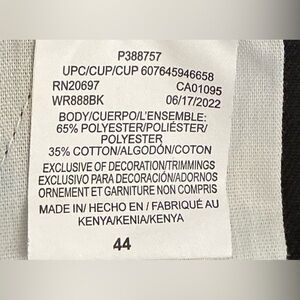 P388757
UPC/CUP/CUP 607645946658
RN20697 CA01095
WR888BK 06/17/2022
BODY/CUERPO/L'ENSEMBLE:
65% POLYESTER/POLIÉSTER/
POLYESTER
35% COTTON/ALGODÓN/COTON
EXCLUSIVE OF DECORATION/TRIMMINGS
EXCLUSIVO PARA DECORACIÓN/ADORNOS
ORNEMENT ET GARNITURE NON COMPRIS
MADE IN/ HECHO EN / FABRIQUÉ AU
KENYA/KENIA/KENYA
44